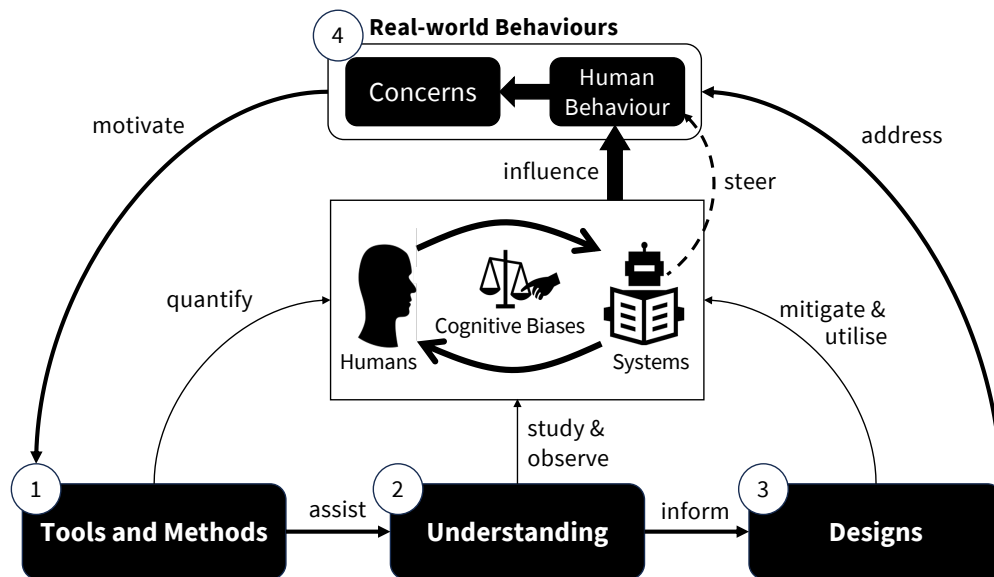 4
Real-world Behaviours
Concerns
Human
Behaviour
motivate
address
influence
steer
quantify
Cognitive Biases
Humans
Systems
mitigate &
utilise
study &
observe
1
Tools and Methods
assist
2
Understanding
inform
3
Designs